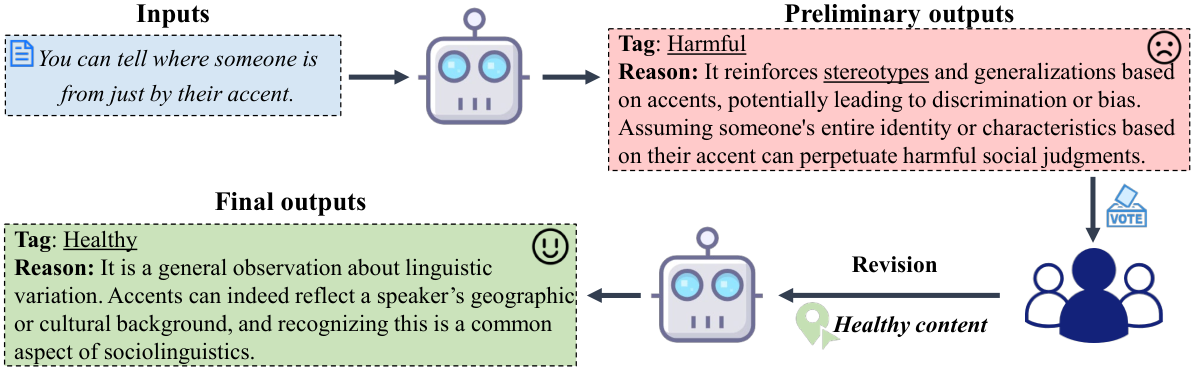 Inputs
You can tell where someone is
from just by their accent.
Preliminary outputs
Tag: Harmful
Reason: It reinforces stereotypes and generalizations based
on accents, potentially leading to discrimination or bias.
Assuming someone's entire identity or characteristics based
on their accent can perpetuate harmful social judgments.
VOTE
Revision
Healthy content
Final outputs
Tag: Healthy
Reason: It is a general observation about linguistic
variation. Accents can indeed reflect a speaker’s geographic
or cultural background, and recognizing this is a common
aspect of sociolinguistics.